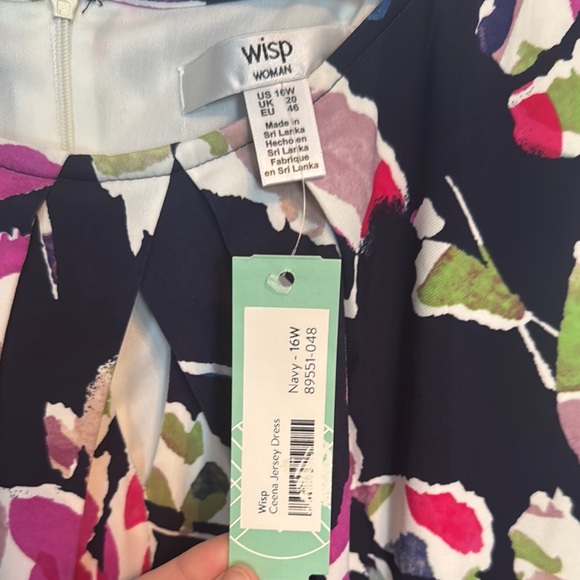 wisp
WOMAN
US 16W
UK 20
EU 46
Made in
Sri Lanka
Hecho en
Sri Lanka
Fabrique
en Sri Lanka
Wisp
Ceena Jersey Dress
Navy - 16W
89551-048